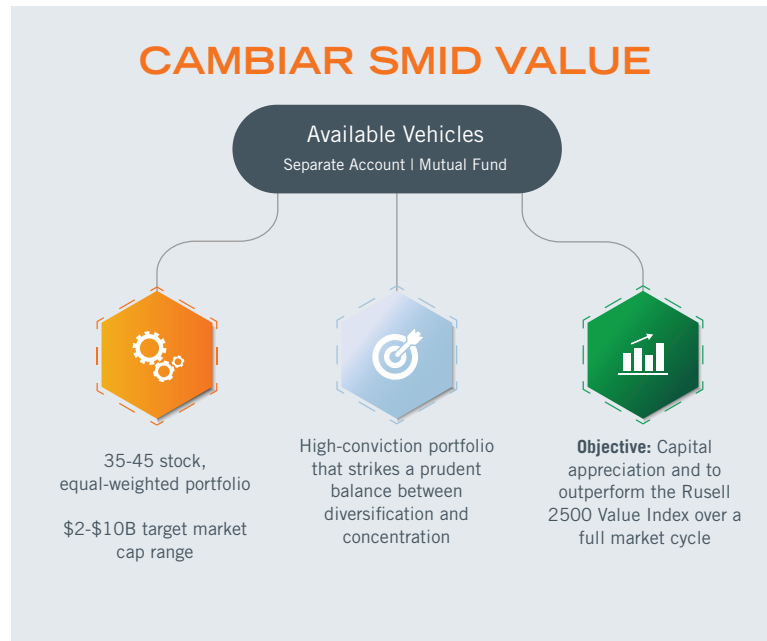 CAMBIAR SMID VALUE
Available Vehicles
Separate Account | Mutual Fund
35-45 stock,
equal-weighted portfolio
$2-$10B target market
cap range
High-conviction portfolio
that strikes a prudent
balance between
diversification and
concentration
Objective: Capital
appreciation and to
outperform the Rusell
2500 Value Index over a
full market cycle